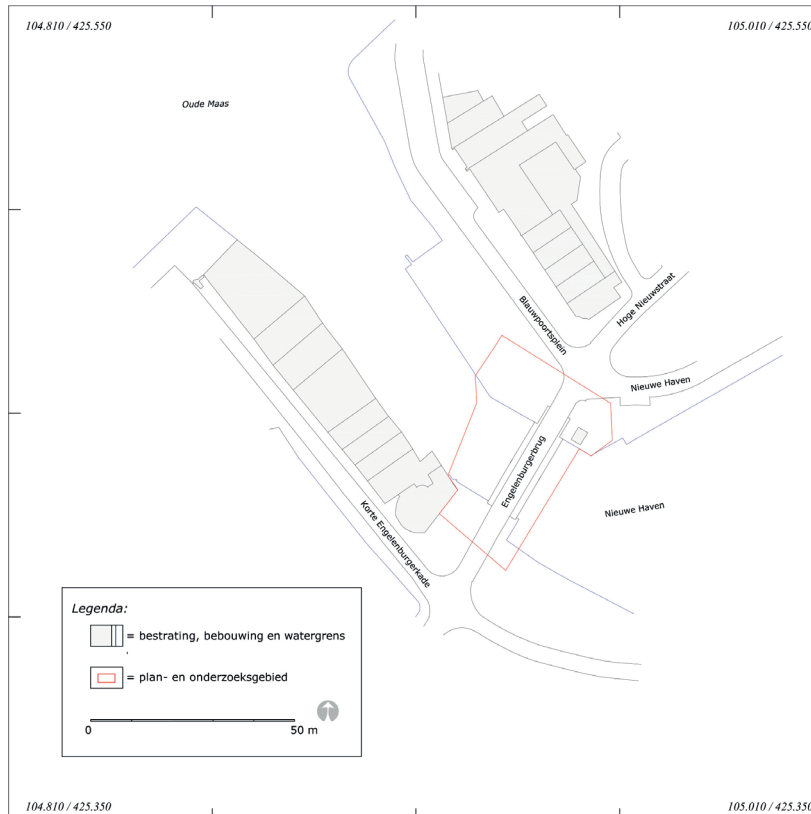 104.810 / 425.550
105.010 / 425.550
Oude Maas
Hoge Nieuwstraat
Blauwpoortsplein
Nieuwe Haven
Engelenburgerbrug
Nieuwe Haven
Korte Engelenburgerkade
Legenda:
= bestrating, bebouwing en watergrens
= plan- en onderzoeksgebied
0 50 m
104.810 / 425.350
105.010 / 425.350